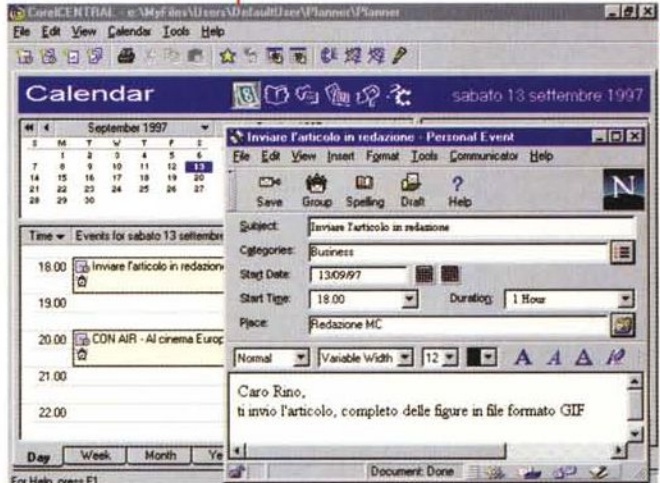 CorelCENTRAL - e:\MyFiles\Users\DefaultUser\Planner\Planner
File Edit View Calendar Tools Help
Calendar
sabato 13 settembre 1997
September 1997
S M T W T F S
1 2 3 4 5 6
7 8 9 10 11 12 13
14 15 16 17 18 19 20
21 22 23 24 25 26 27
28 29 30
Time Events for sabato 13 settembre
18.00 Inviare l'articolo in redazione
19.00
20.00 CON AIR - Al cinema Europ
21.00
22.00
Day Week Month Ye
For Help, press F1
Inviare l'articolo in redazione - Personal Event
File Edit View Insert Format Tools Communicator Help
Save Group Spelling Draft Help
N
Subject: Inviare l'articolo in redazione
Categories: Business
Start Date: 13/09/97
Start Time: 18.00 Duration: 1 Hour
Place: Redazione MC
Normal Variable Width 12 A A A
Caro Rino,
ti invio l'articolo, completo delle figure in file formato GIF
Document: Done